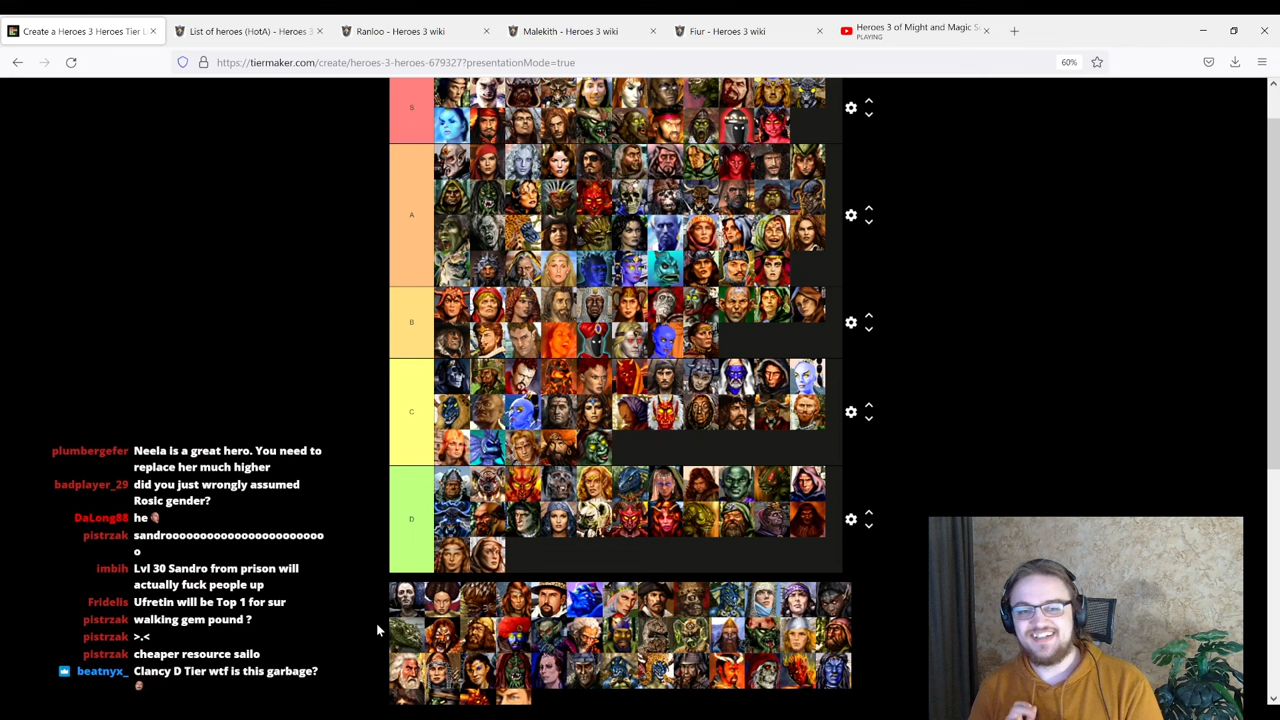 Create a Heroes 3 Heroes Tier L
List of heroes (HotA) - Heroes 3
Ranloo - Heroes 3 wiki
Malekith - Heroes 3 wiki
Fiur - Heroes 3 wiki
Heroes 3 of Might and Magic S
PLAYING
https://tiermaker.com/create/heroes-3-heroes-679327?presentationMode=true
60%
S
A
B
C
D
plumbergefer Neela is a great hero. You need to
replace her much higher
badplayer_29 did you just wrongly assumed
Rosic gender?
DaLong88 he
pistrzak sandrooooooooooooooooooooooo
o
imbih Lvl 30 Sandro from prison will
actually fuck people up
Fridelis Ufretin will be Top 1 for sur
pistrzak walking gem pound ?
pistrzak >.<
pistrzak cheaper resource sailo
beatnyx_ Clancy D Tier wtf is this garbage?